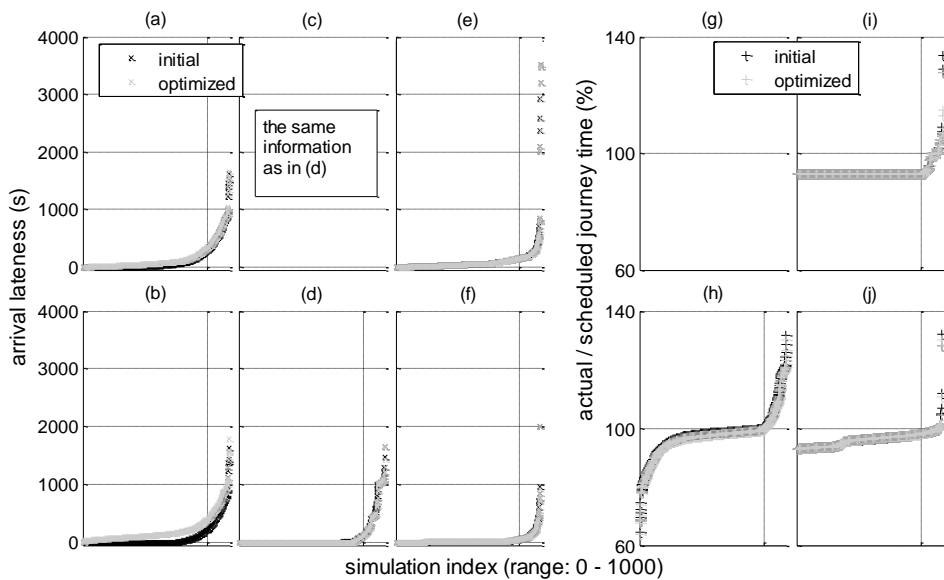 (a)
(c)
(e)
(g)
(i)
4000
3000
2000
1000
0
initial
optimized
the same
information
as in (d)
140
100
60
initial
optimized
arrival lateness (s)
actual / scheduled journey time (%)
(b)
(d)
(f)
(h)
(j)
4000
3000
2000
1000
0
140
100
60
simulation index (range: 0 - 1000)